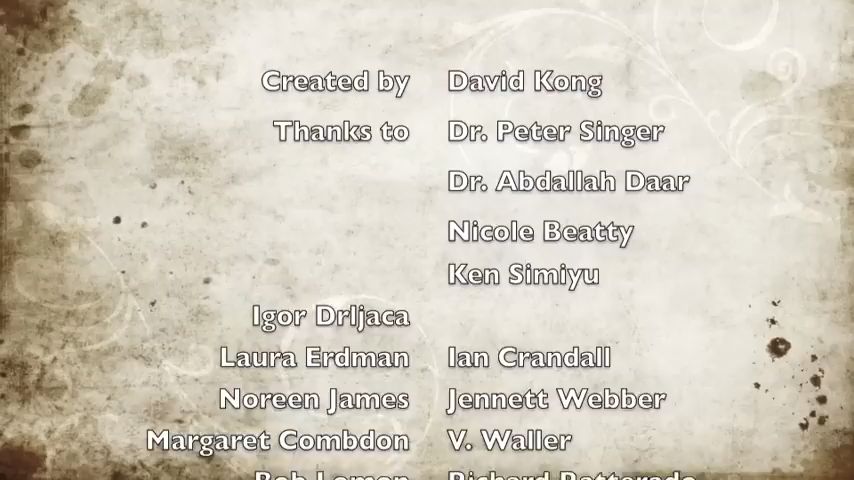 Created by David Kong
Thanks to Dr. Peter Singer
Dr. Abdallah Daar
Nicole Beatty
Ken Simiyu
Igor Drljaca
Laura Erdman Ian Crandall
Noreen James Jennett Webber
Margaret Combdon V. Waller
Richard